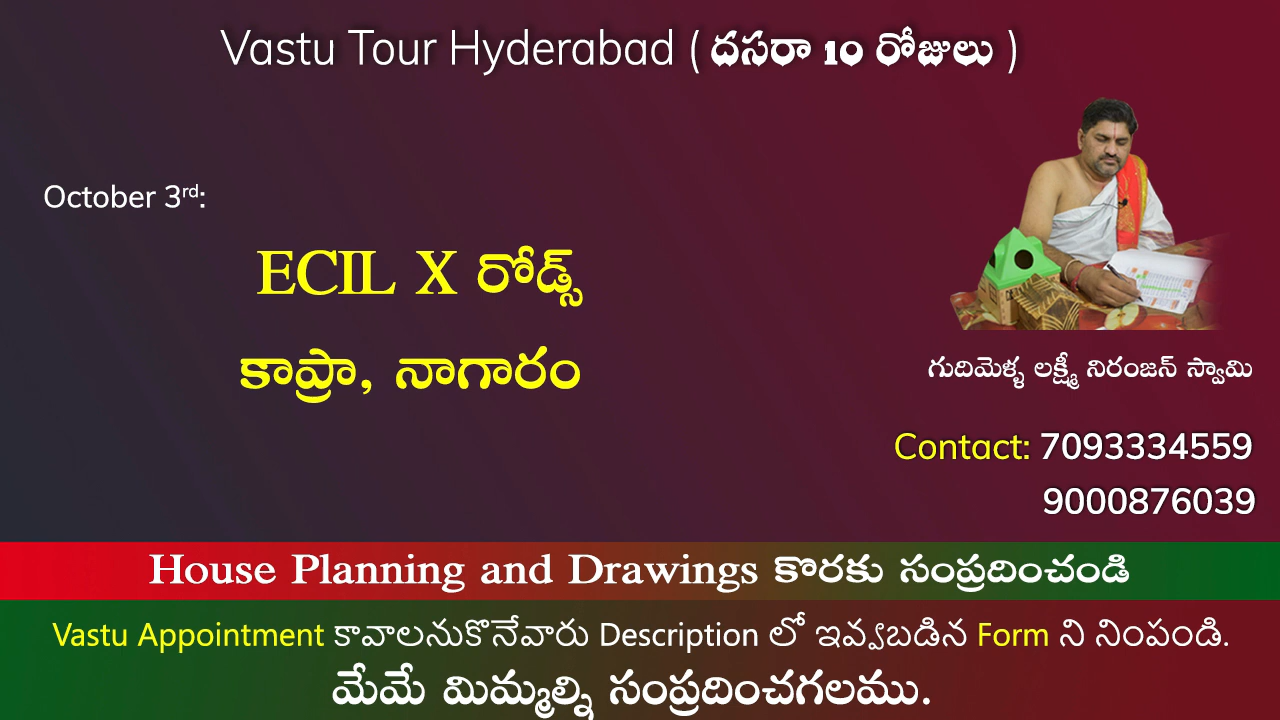 Vastu Tour Hyderabad ( దసరా 10 రోజులు )
October 3rd:
ECIL X రోడ్స్
కాప్రా, నాగారం
గుదిమెళ్ళ లక్ష్మీ నిరంజన్ స్వామి
Contact: 7093334559
9000876039
House Planning and Drawings కొరకు సంప్రదించండి
Vastu Appointment కావాలనుకొనేవారు Description లో ఇవ్వబడిన Form ని నింపండి.
మేమే మిమ్మల్ని సంప్రదించగలము.